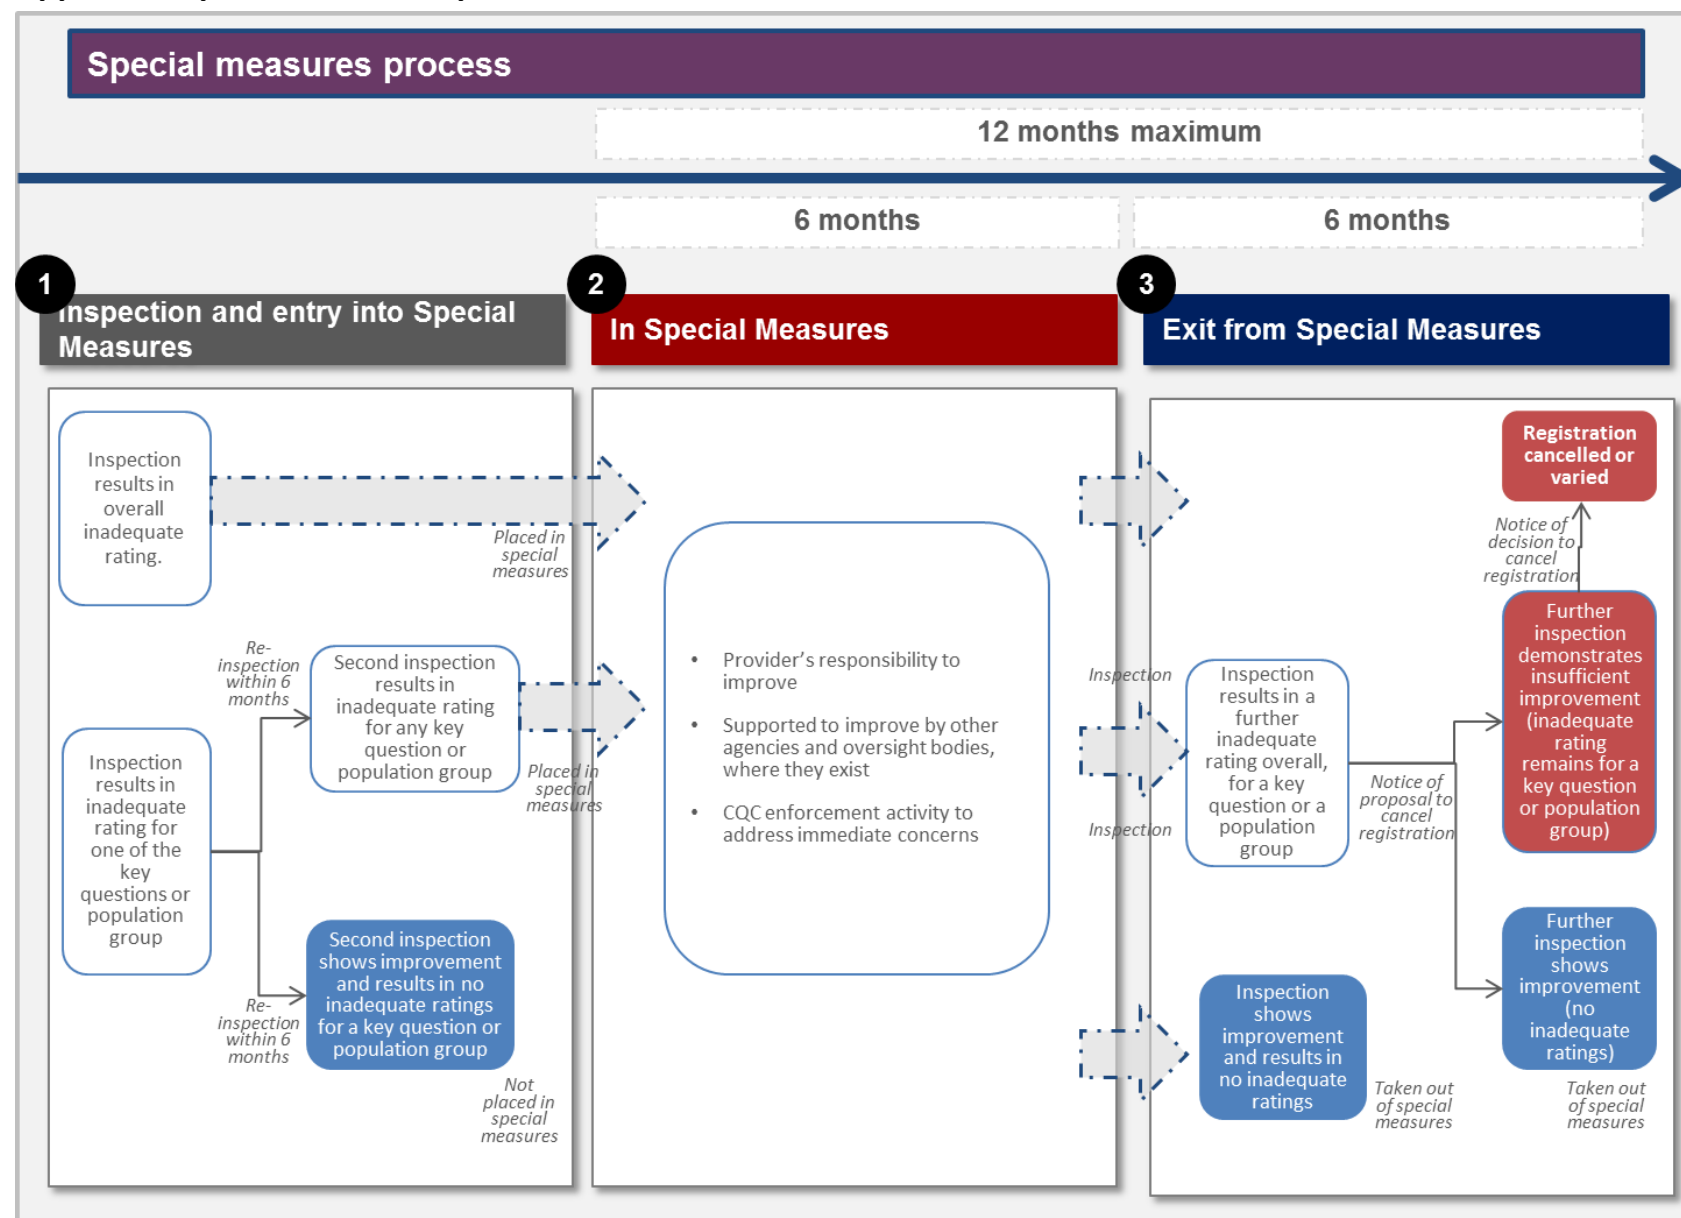 Special measures process
12 months maximum
6 months
6 months
1
Inspection and entry into Special
Measures
2
In Special Measures
3
Exit from Special Measures
Inspection
results in
overall
inadequate
rating.
Placed in
special
measures
Re-
inspection
within 6
months
Second inspection
results in
inadequate rating
for any key
question or
population group
Placed in
special
measures
Inspection
results in
inadequate
rating for
one of the
key
questions or
population
group
Re-
inspection
within 6
months
Second inspection
shows improvement
and results in no
inadequate ratings
for a key question or
population group
Not
placed in
special
measures
• Provider’s responsibility to
improve
• Supported to improve by other
agencies and oversight bodies,
where they exist
• CQC enforcement activity to
address immediate concerns
Inspection
Inspection
Inspection
results in a
further
inadequate
rating overall,
for a key
question or a
population
group
Notice of
proposal to
cancel
registration
Registration
cancelled or
varied
Notice of
decision to
cancel
registration
Further
inspection
demonstrates
insufficient
improvement
(inadequate
rating
remains for a
key question
or population
group)
Further
inspection
shows
improvement
(no
inadequate
ratings)
Taken out
of special
measures
Inspection
shows
improvement
and results in
no inadequate
ratings
Taken out
of special
measures